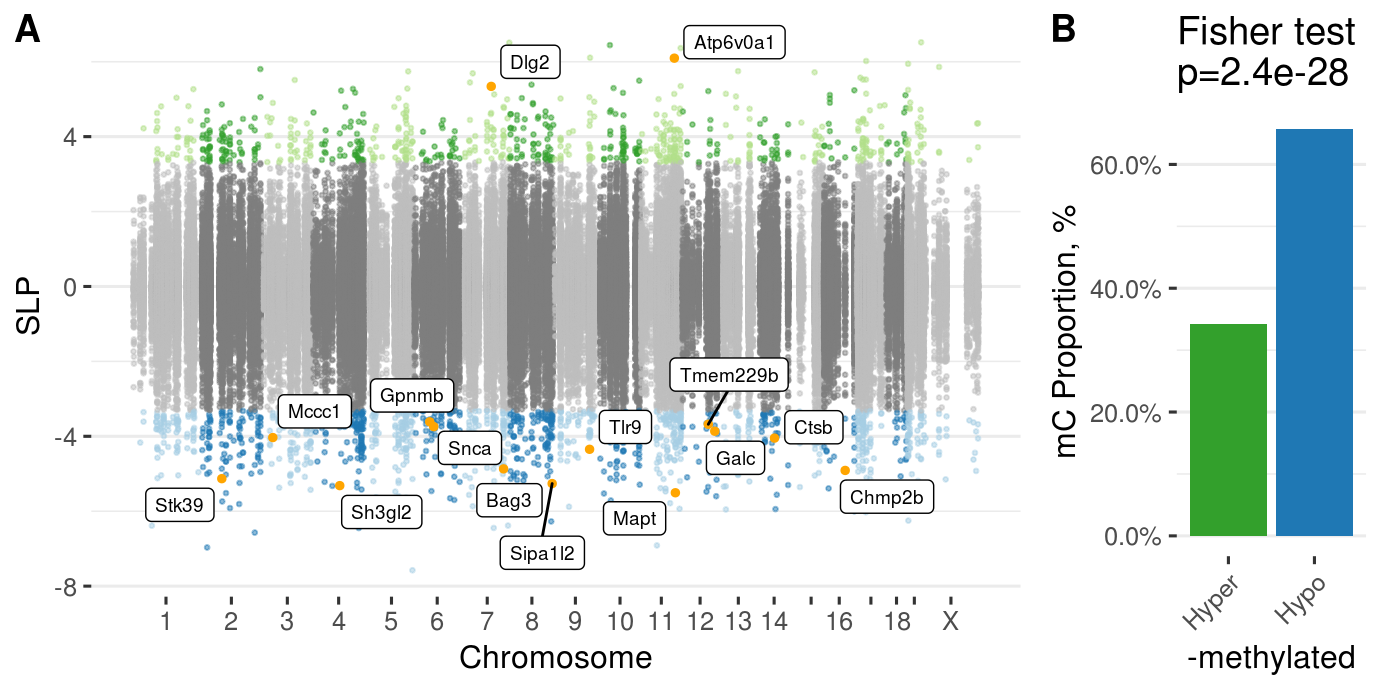 A
B
Fisher test
p=2.4e-28
Atp6v0a1
Dlg2
4
0
-4
-8
SLP
Tmem229b
Gpnmb
Mccc1
Tlr9
Ctsb
Snca
Galc
Stk39
Sh3gl2
Bag3
Mapt
Chmp2b
Sipa1l2
1 2 3 4 5 6 7 8 9 10 11 12 13 14 16 18 X
Chromosome
60.0%
40.0%
20.0%
0.0%
mC Proportion, %
Hyper
Hypo
-methylated